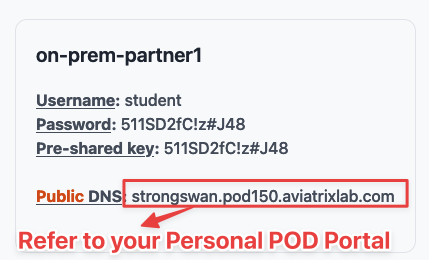 on-prem-partner1
Username: student
Password: 511SD2fC!z#J48
Pre-shared key: 511SD2fC!z#J48
Public DNS: strongswan.pod150.aviatrixlab.com
Refer to your Personal POD Portal